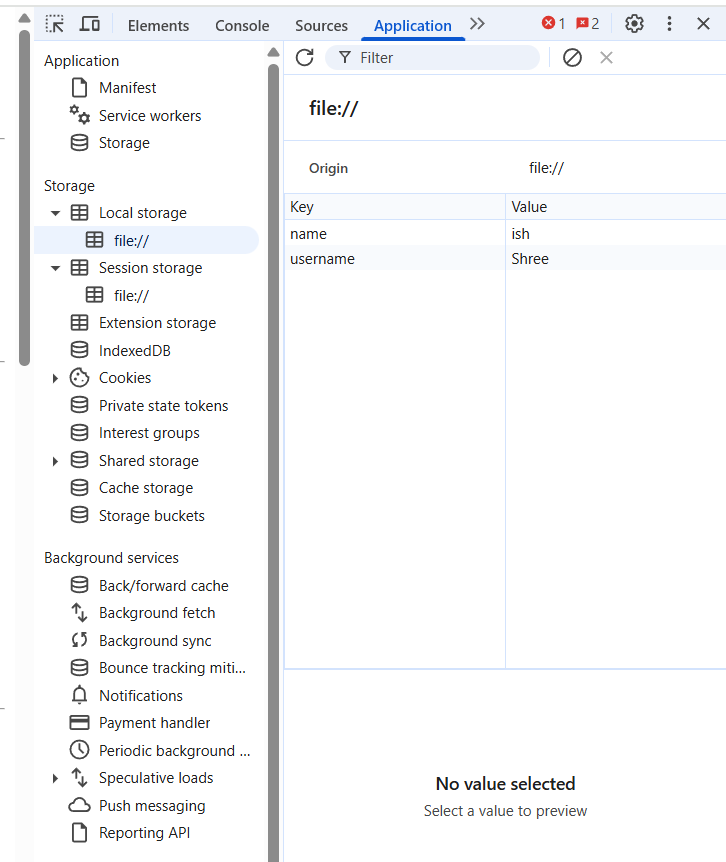 Elements Console Sources Application 1 2
Application
Manifest
Service workers
Storage
Storage
Local storage
file://
Session storage
file://
Extension storage
IndexedDB
Cookies
Private state tokens
Interest groups
Shared storage
Cache storage
Storage buckets
Background services
Back/forward cache
Background fetch
Background sync
Bounce tracking miti...
Notifications
Payment handler
Periodic background ...
Speculative loads
Push messaging
Reporting API
Filter
file://
Origin file://
Key Value
name ish
username Shree
No value selected
Select a value to preview